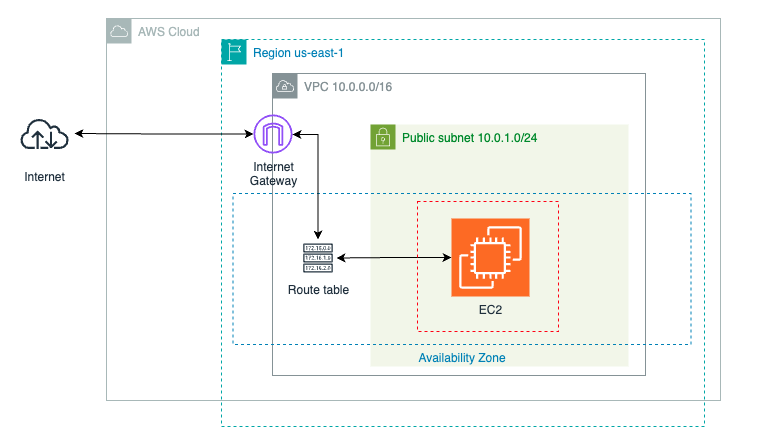 AWS Cloud
Region us-east-1
VPC 10.0.0.0/16
Public subnet 10.0.1.0/24
Internet
Internet
Gateway
172.16.0.0
172.16.1.0
172.16.2.0
Route table
EC2
Availability Zone